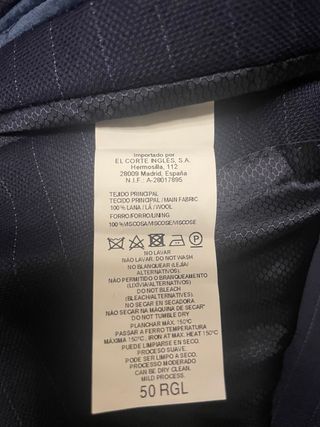 Importado por
EL CORTE INGLES, S.A.
Hermosilla, 112
28009 Madrid, España
N.I.F.: A-28017895
TEJIDO PRINCIPAL
TECIDO PRINCIPAL / MAIN FABRIC
100% LANA / LÃ / WOOL
FORRO/FORRO/LINING
100%VISCOSA/VISCOSE/VISCOSE
NO LAVAR
NÃO LAVAR. DO NOT WASH
NO BLANQUEAR (LEJÍA/
ALTERNATIVOS).
NÃO PERMITIDO O BRANQUEAMENTO
(LIXÍVIA/ALTERNATIVOS)
DO NOT BLEACH
(BLEACH/ALTERNATIVES).
NO SECAR EN SECADORA
NÃO SECAR NA MÁQUINA DE SECAR"
DO NOT TUMBLE DRY
PLANCHAR MÁX. 150°C
PASSAR A FERRO TEMPERATURA
MÁXIMA 150°C, IRON AT MAX. HEAT 150°C
PUEDE LIMPIARSE EN SECO.
PROCESO SUAVE.
PODE SER LIMPO A SECO.
PROCESSO MODERADO
CAN BE DRY CLEAN.
MILD PROCESS.
50 RGL